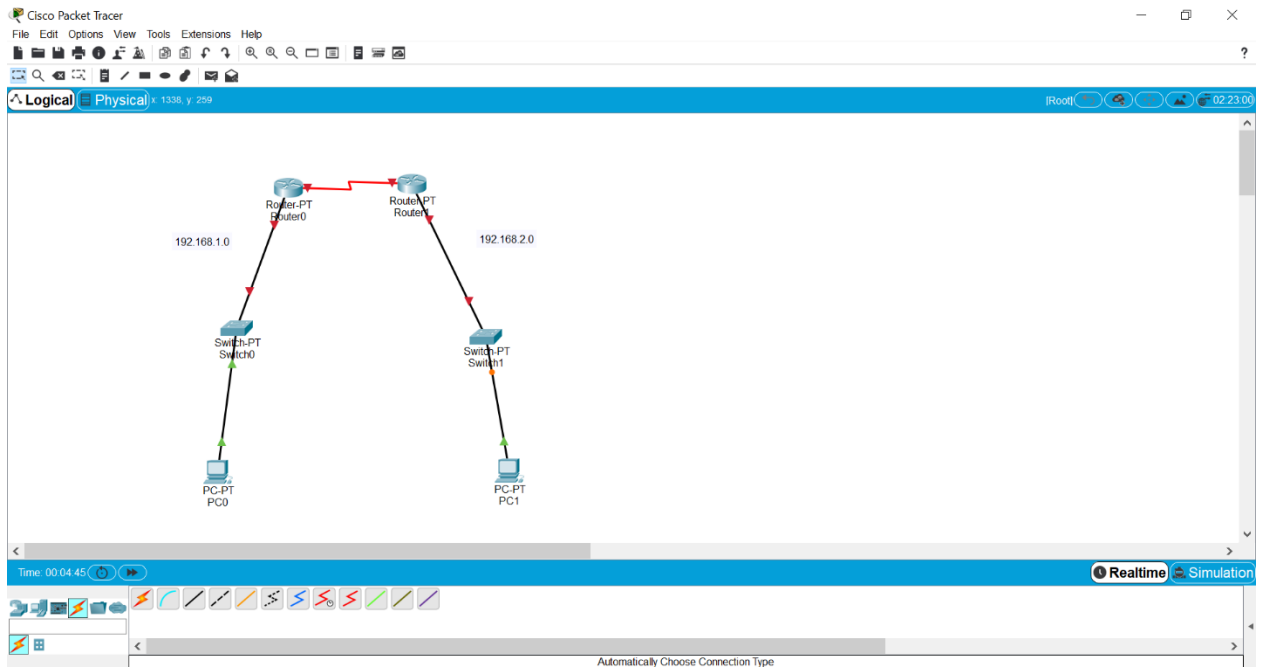 Cisco Packet Tracer
File Edit Options View Tools Extensions Help
?
Logical Physical x: 1338, y: 259 [Root] 02:23:00
Router-PT
Router0
Router-PT
Router1
192.168.1.0
192.168.2.0
Switch-PT
Switch0
Switch-PT
Switch1
PC-PT
PC0
PC-PT
PC1
Time: 00:04:45 Realtime Simulation
Automatically Choose Connection Type